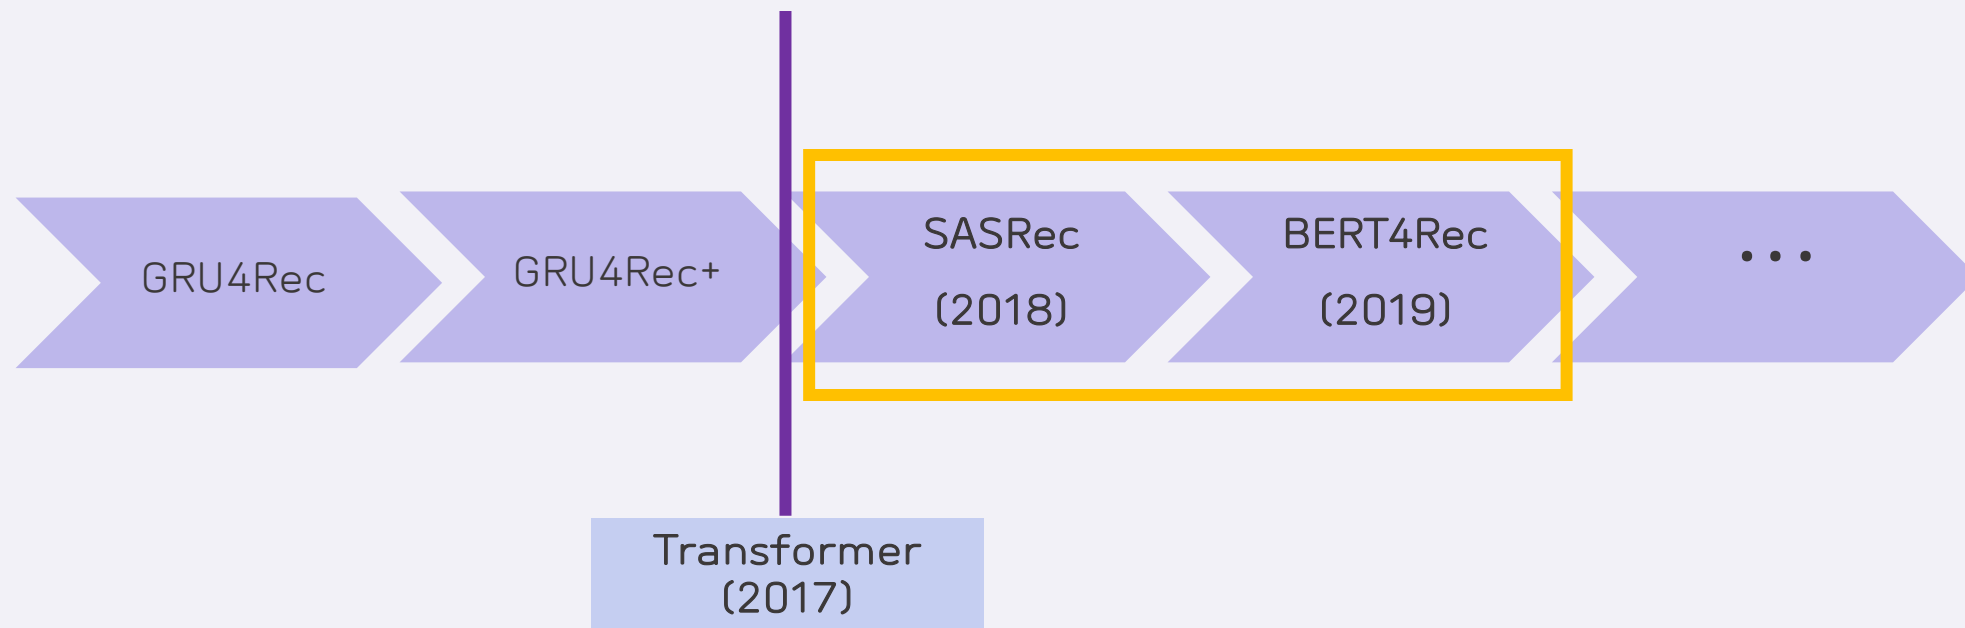 GRU4Rec
GRU4Rec+
SASRec
(2018)
BERT4Rec
(2019)
...
Transformer
(2017)